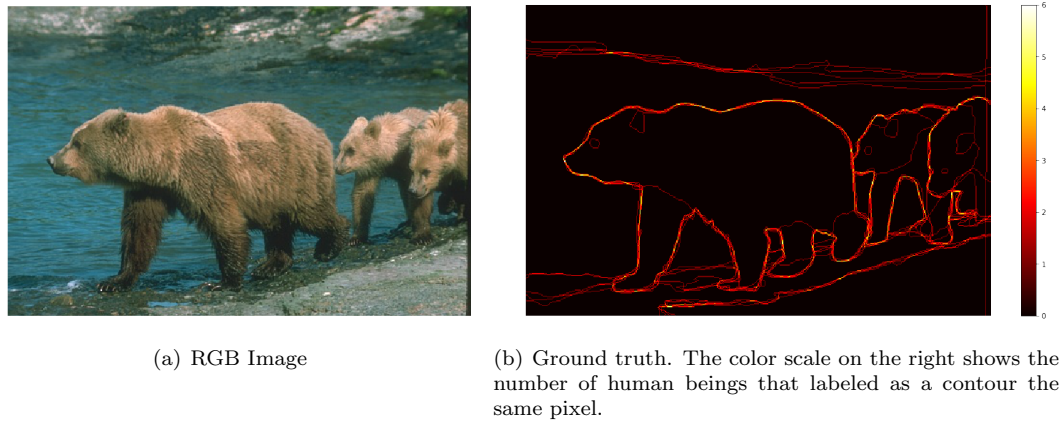 6
5
4
3
2
1
0
(a) RGB Image
(b) Ground truth. The color scale on the right shows the
number of human beings that labeled as a contour the
same pixel.